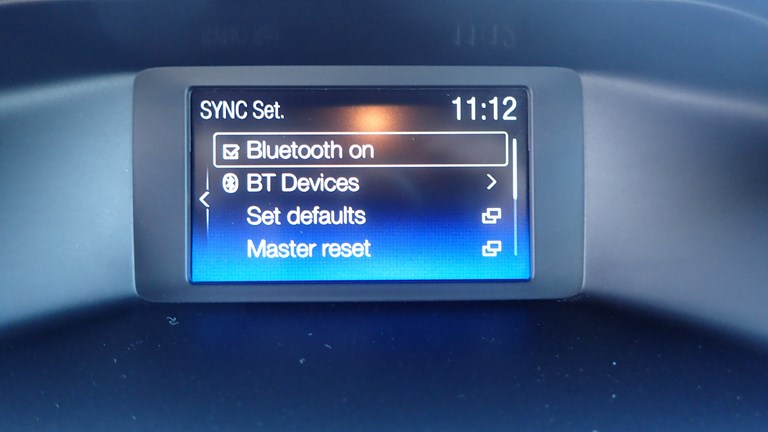 SYNC Set. 11:12
Bluetooth on
BT Devices
Set defaults
Master reset